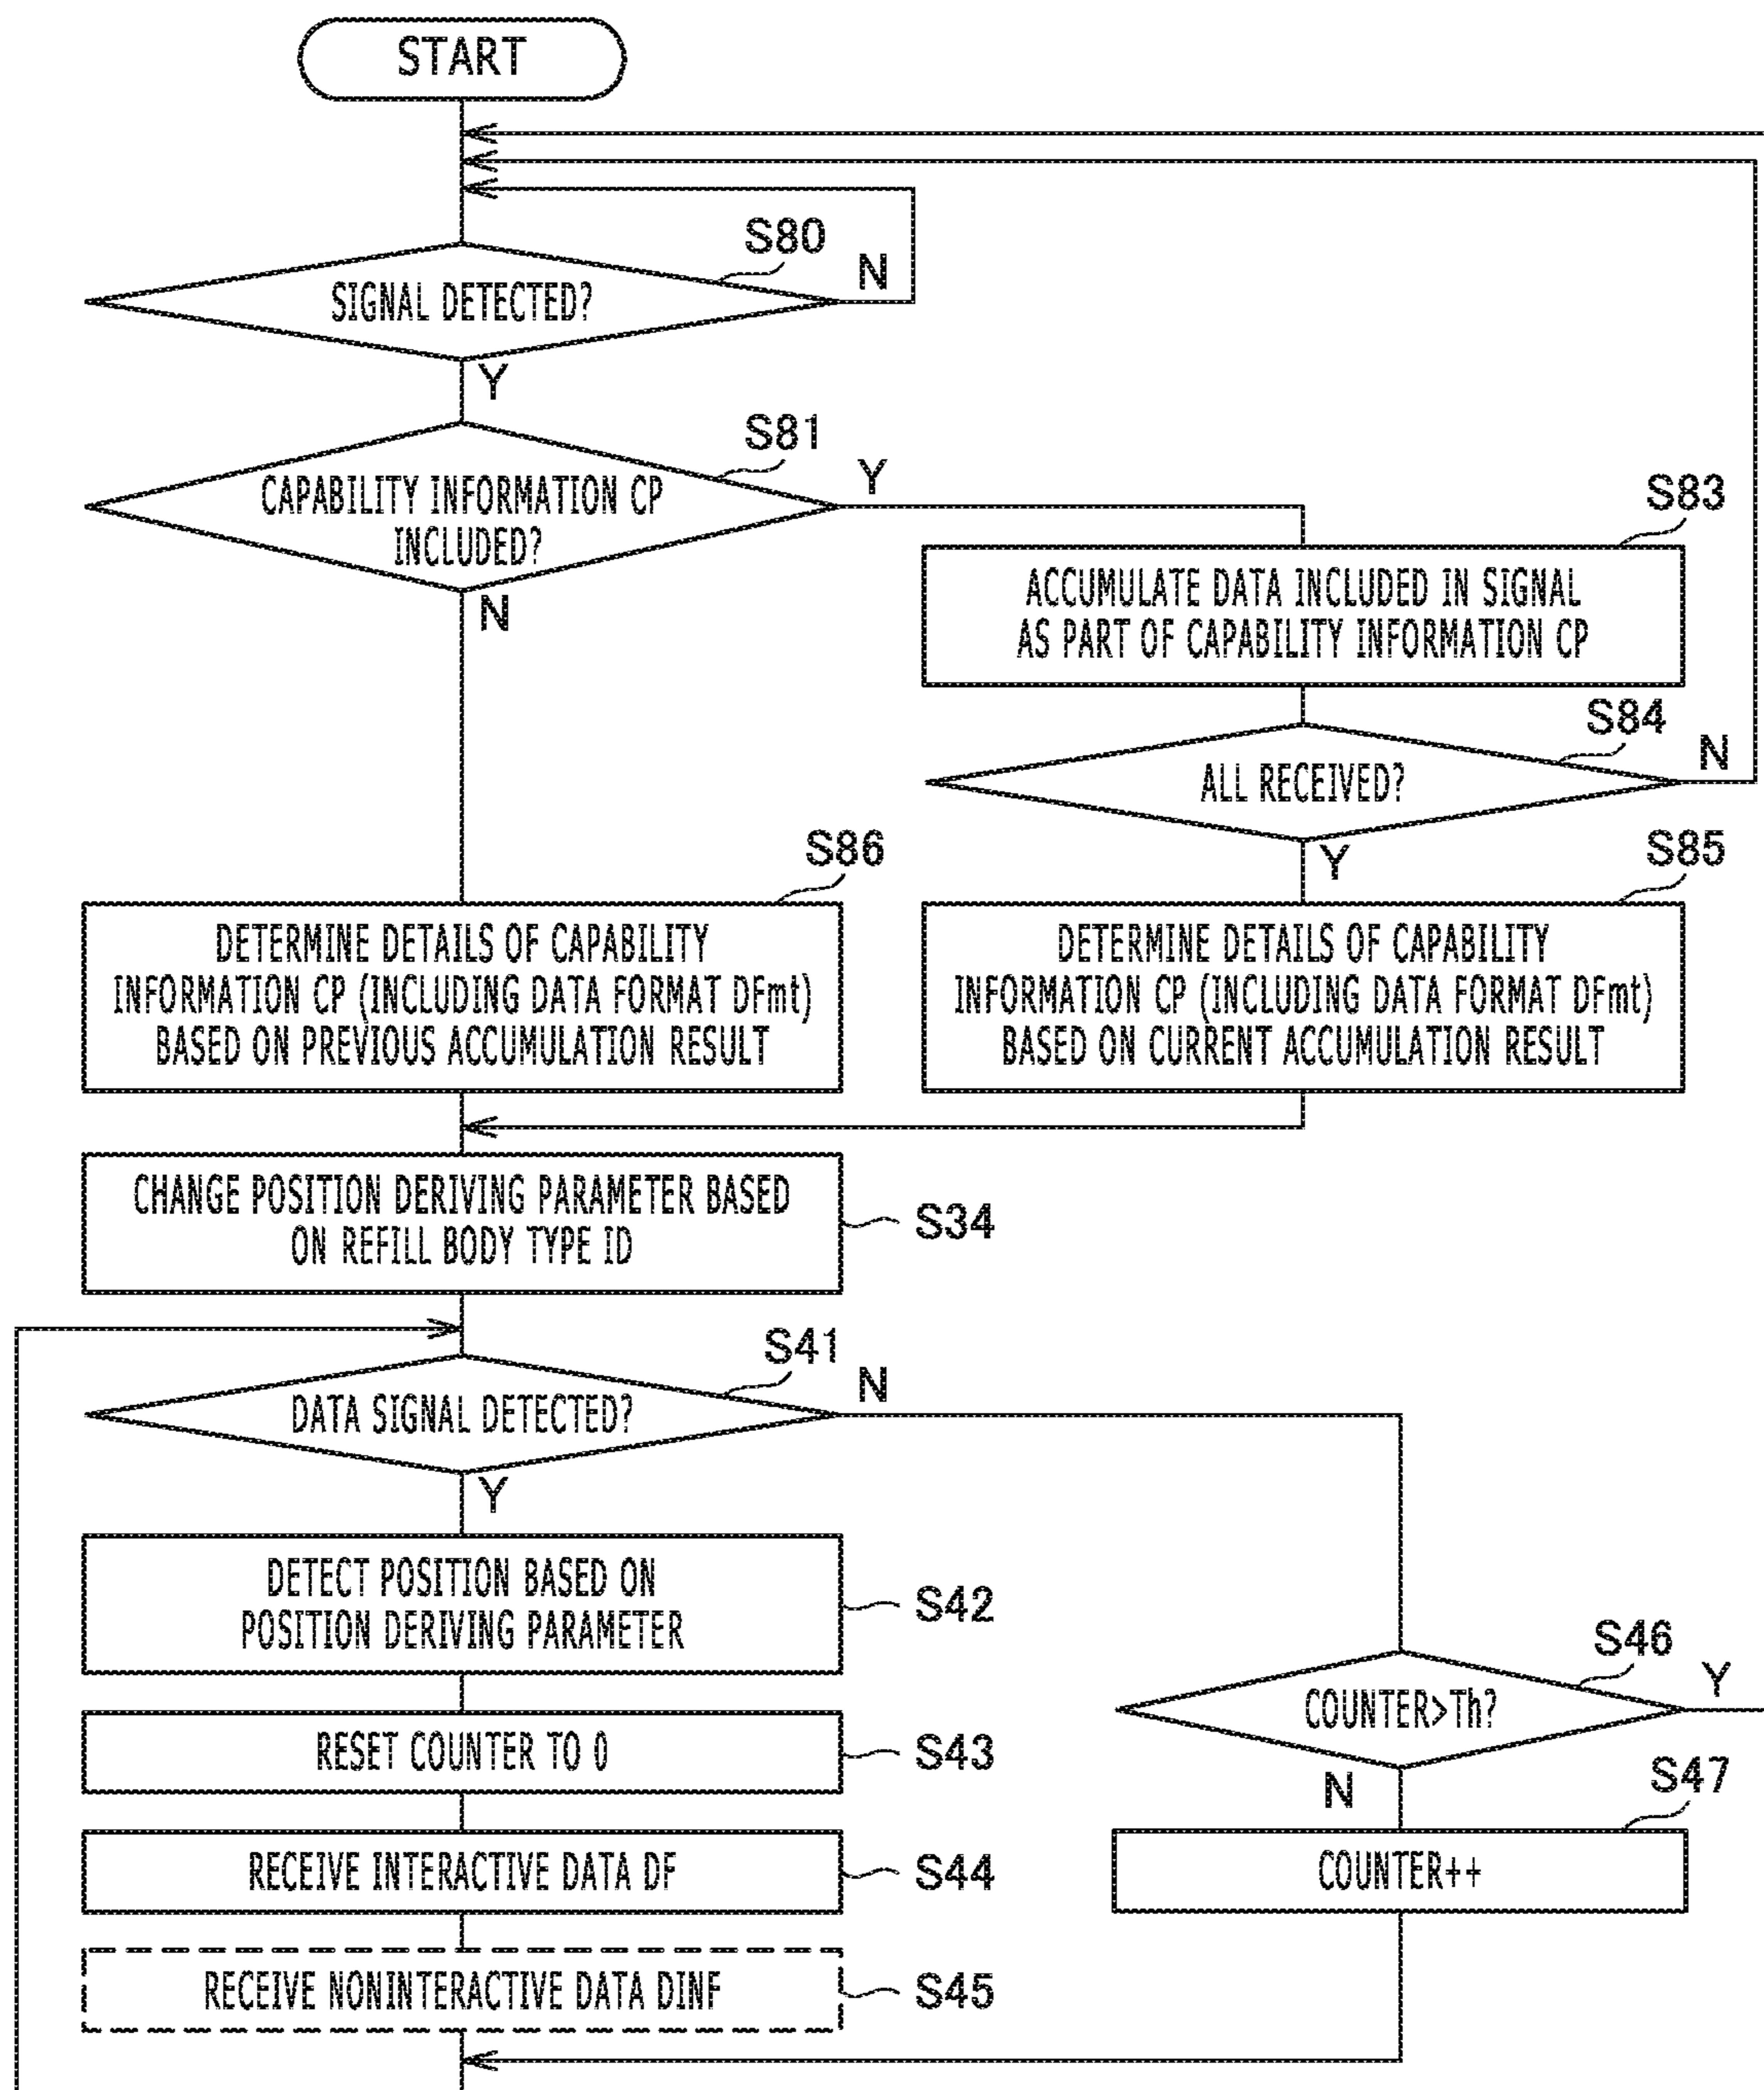 START
S80
N
SIGNAL DETECTED?
Y
S81
Y
CAPABILITY INFORMATION CP
INCLUDED?
N
S83
ACCUMULATE DATA INCLUDED IN SIGNAL
AS PART OF CAPABILITY INFORMATION CP
S84
N
ALL RECEIVED?
Y
S86
DETERMINE DETAILS OF CAPABILITY
INFORMATION CP (INCLUDING DATA FORMAT DFmt)
BASED ON PREVIOUS ACCUMULATION RESULT
S85
DETERMINE DETAILS OF CAPABILITY
INFORMATION CP (INCLUDING DATA FORMAT DFmt)
BASED ON CURRENT ACCUMULATION RESULT
CHANGE POSITION DERIVING PARAMETER BASED
ON REFILL BODY TYPE ID
S34
S41
N
DATA SIGNAL DETECTED?
Y
DETECT POSITION BASED ON
POSITION DERIVING PARAMETER
S42
S46
Y
COUNTER>Th?
N
RESET COUNTER TO 0
S43
S47
COUNTER++
RECEIVE INTERACTIVE DATA DF
S44
RECEIVE NONINTERACTIVE DATA DINF
S45